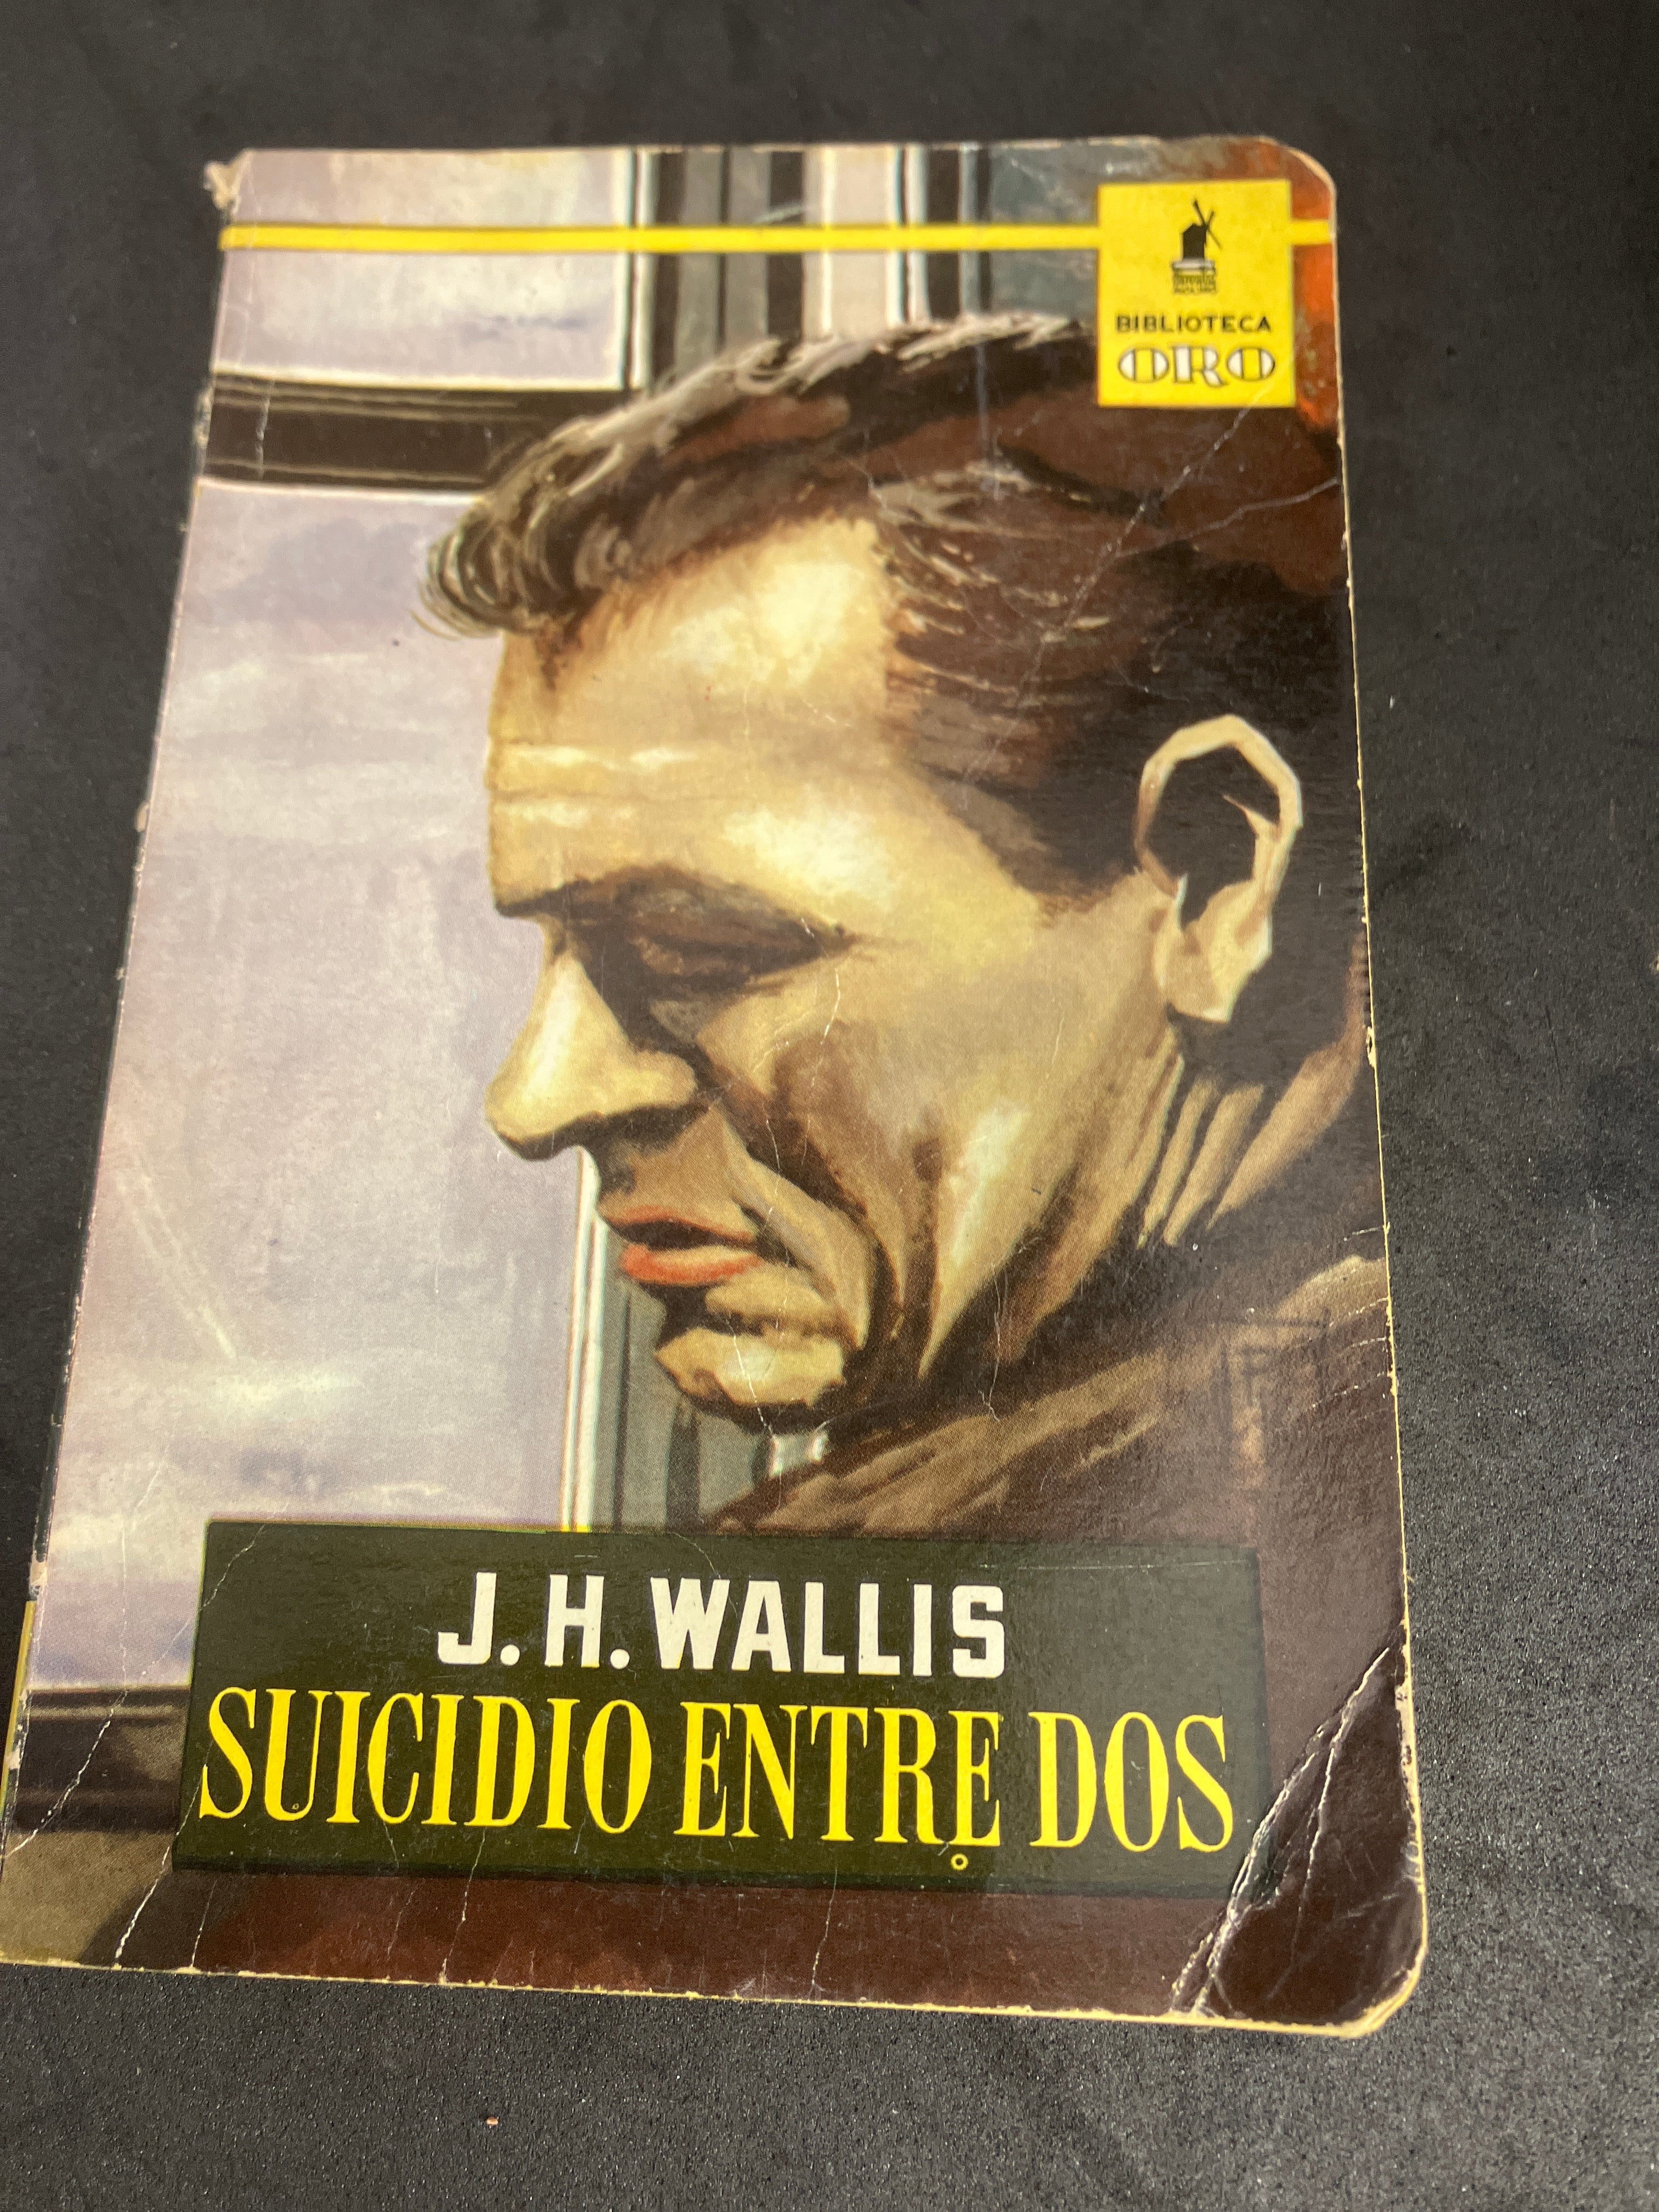 BIBLIOTECA
ORO
J. H. WALLIS
SUICIDIO ENTRE DOS